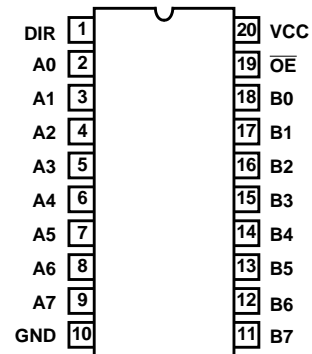 DIR 1 20 VCC
A0 2 19 O̅E̅
A1 3 18 B0
A2 4 17 B1
A3 5 16 B2
A4 6 15 B3
A5 7 14 B4
A6 8 13 B5
A7 9 12 B6
GND 10 11 B7